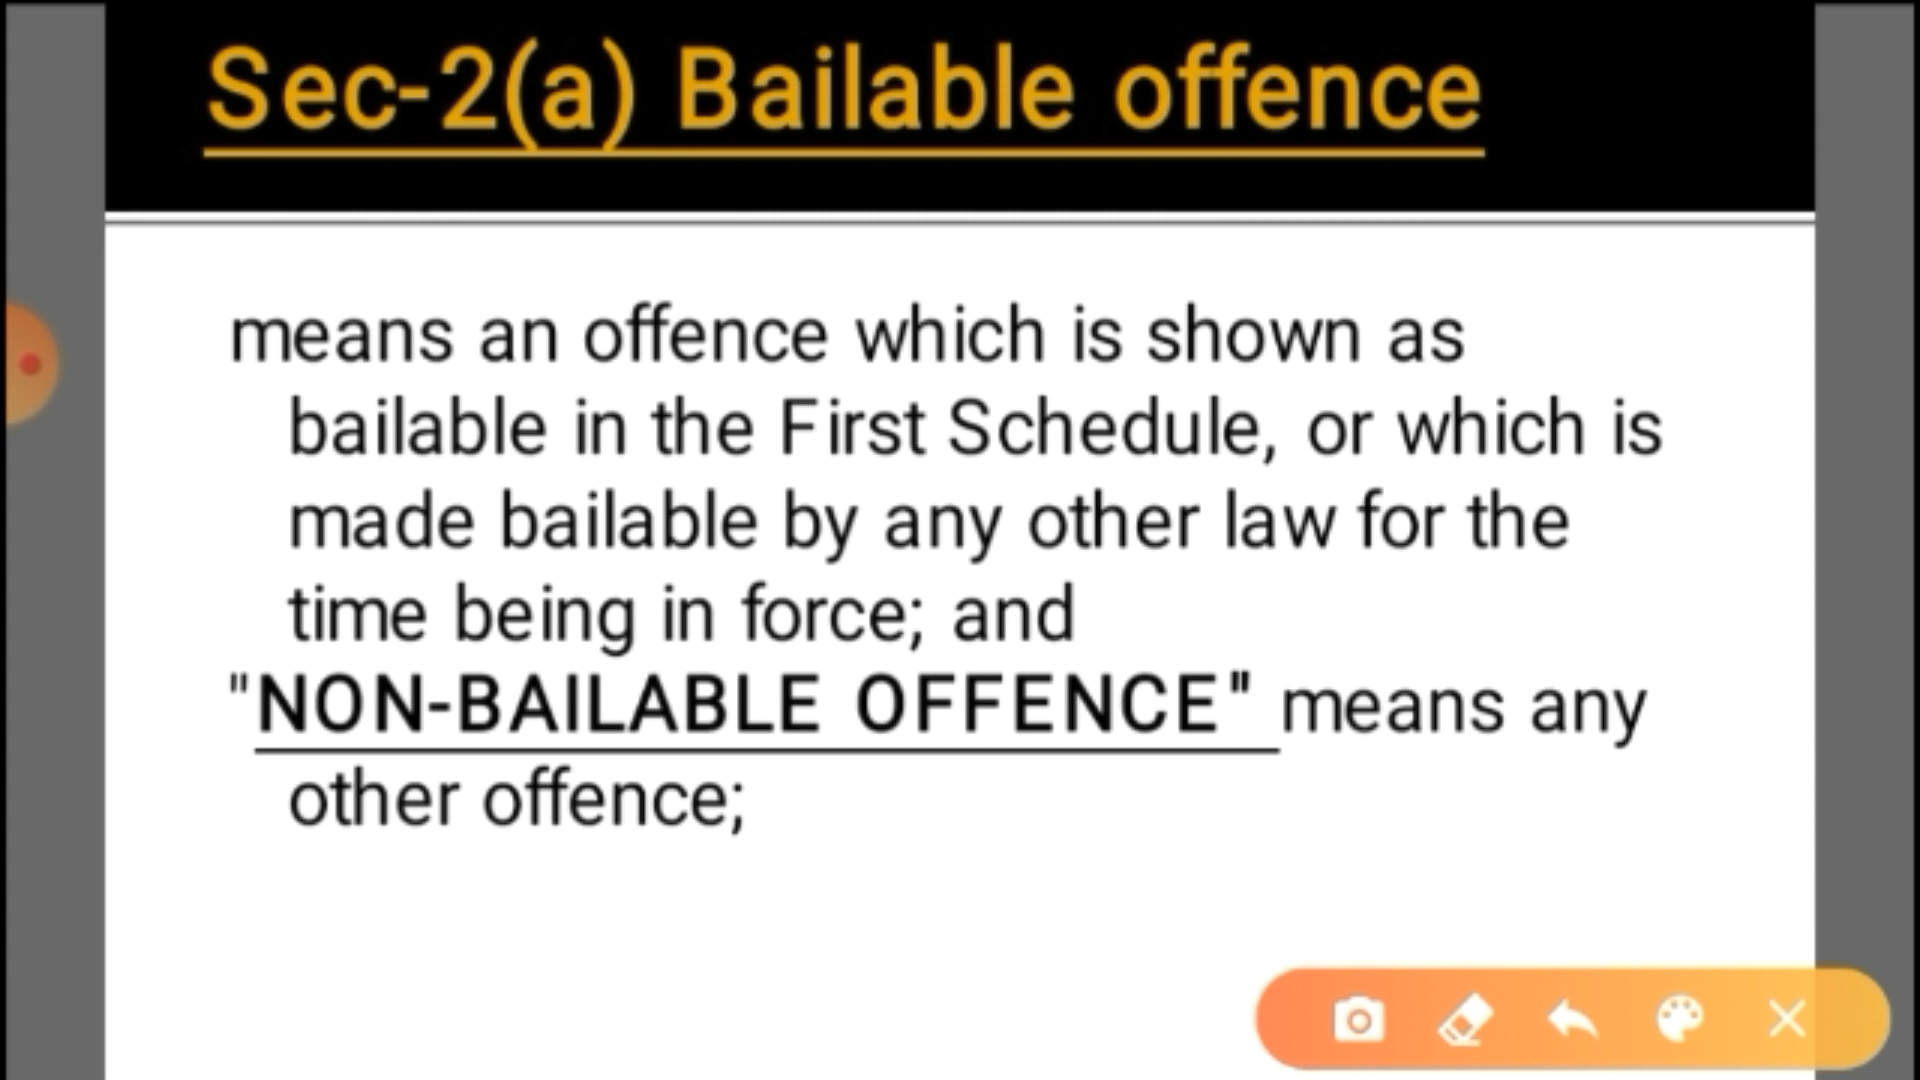 Sec-2(a) Bailable offence
means an offence which is shown as
bailable in the First Schedule, or which is
made bailable by any other law for the
time being in force; and
"NON-BAILABLE OFFENCE" means any
other offence;